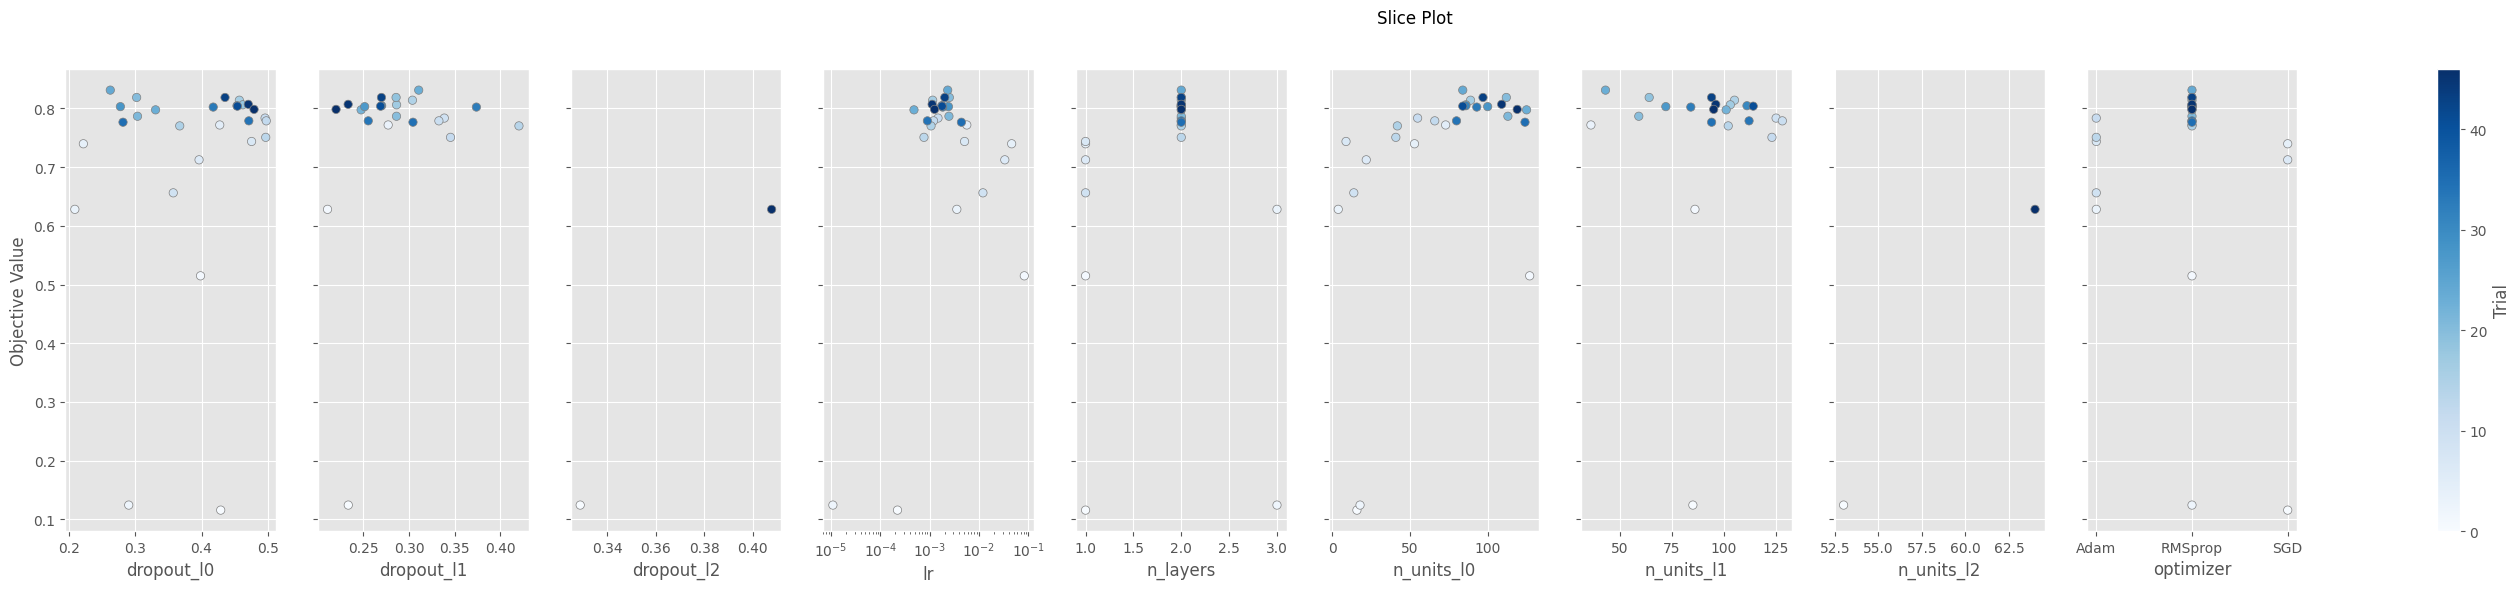 Slice Plot
Objective Value
0.8
0.7
0.6
0.5
0.4
0.3
0.2
0.1
0.2 0.3 0.4 0.5
dropout_l0
0.25 0.30 0.35 0.40
dropout_l1
0.34 0.36 0.38 0.40
dropout_l2
10⁻⁵ 10⁻⁴ 10⁻³ 10⁻² 10⁻¹
lr
1.0 1.5 2.0 2.5 3.0
n_layers
0 50 100
n_units_l0
50 75 100 125
n_units_l1
52.5 55.0 57.5 60.0 62.5
n_units_l2
Adam RMSprop SGD
optimizer
40
30
20
10
0
Trial